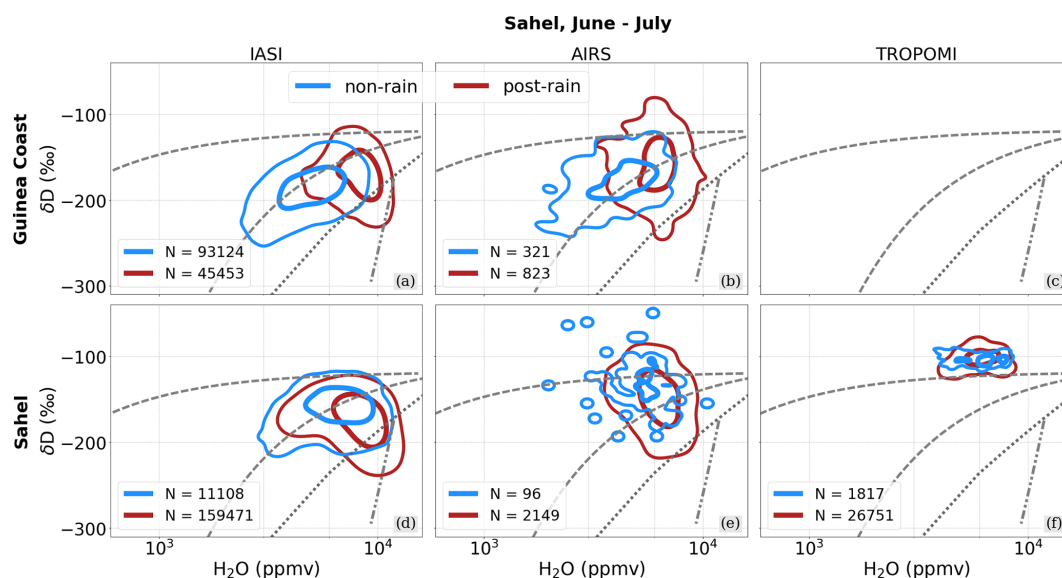 Sahel, June - July
IASI
AIRS
TROPOMI
non-rain
post-rain
Guinea Coast
δD (‰)
−100
−200
−300
N = 93124
N = 45453
(a)
N = 321
N = 823
(b)
(c)
Sahel
δD (‰)
−100
−200
−300
N = 11108
N = 159471
(d)
N = 96
N = 2149
(e)
N = 1817
N = 26751
(f)
10³
10⁴
10³
10⁴
10³
10⁴
H₂O (ppmv)
H₂O (ppmv)
H₂O (ppmv)